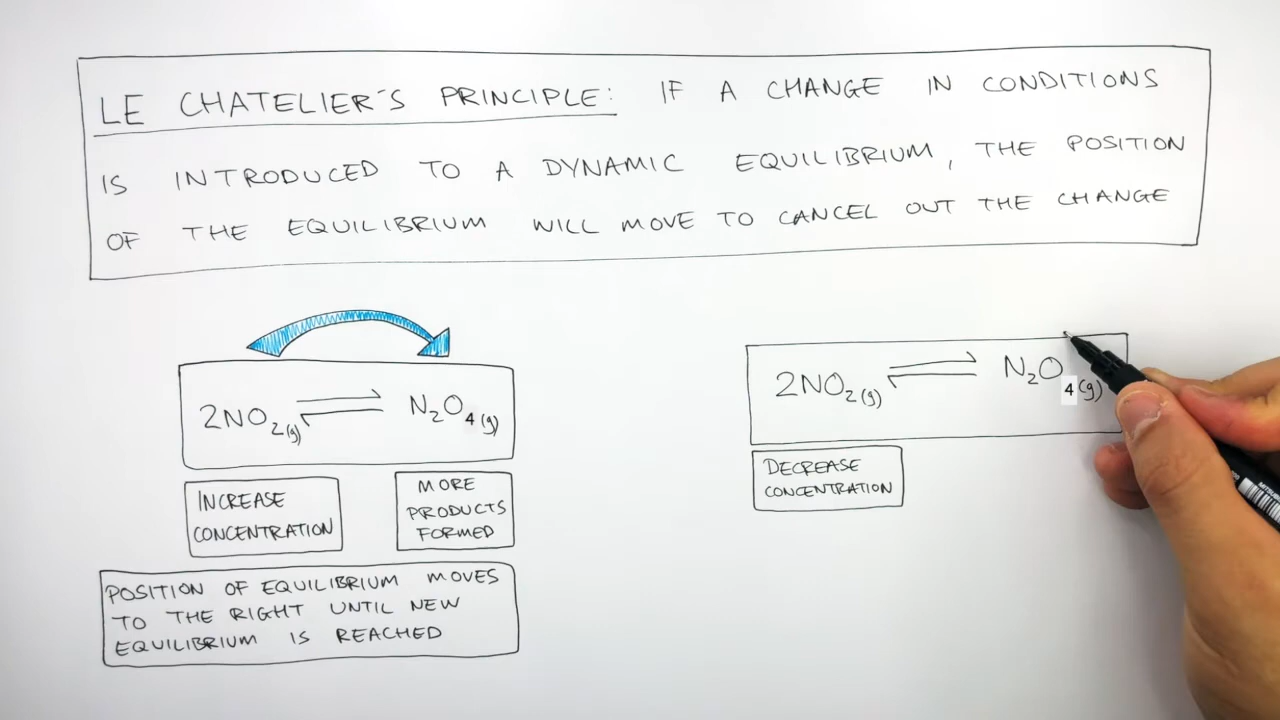 LE CHATELIER'S PRINCIPLE: IF A CHANGE IN CONDITIONS
IS INTRODUCED TO A DYNAMIC EQUILIBRIUM, THE POSITION
OF THE EQUILIBRIUM WILL MOVE TO CANCEL OUT THE CHANGE
2NO₂(g) ⇌ N₂O₄(g)
INCREASE
CONCENTRATION
MORE
PRODUCTS
FORMED
POSITION OF EQUILIBRIUM MOVES
TO THE RIGHT UNTIL NEW
EQUILIBRIUM IS REACHED
2NO₂(g) ⇌ N₂O₄(g)
DECREASE
CONCENTRATION